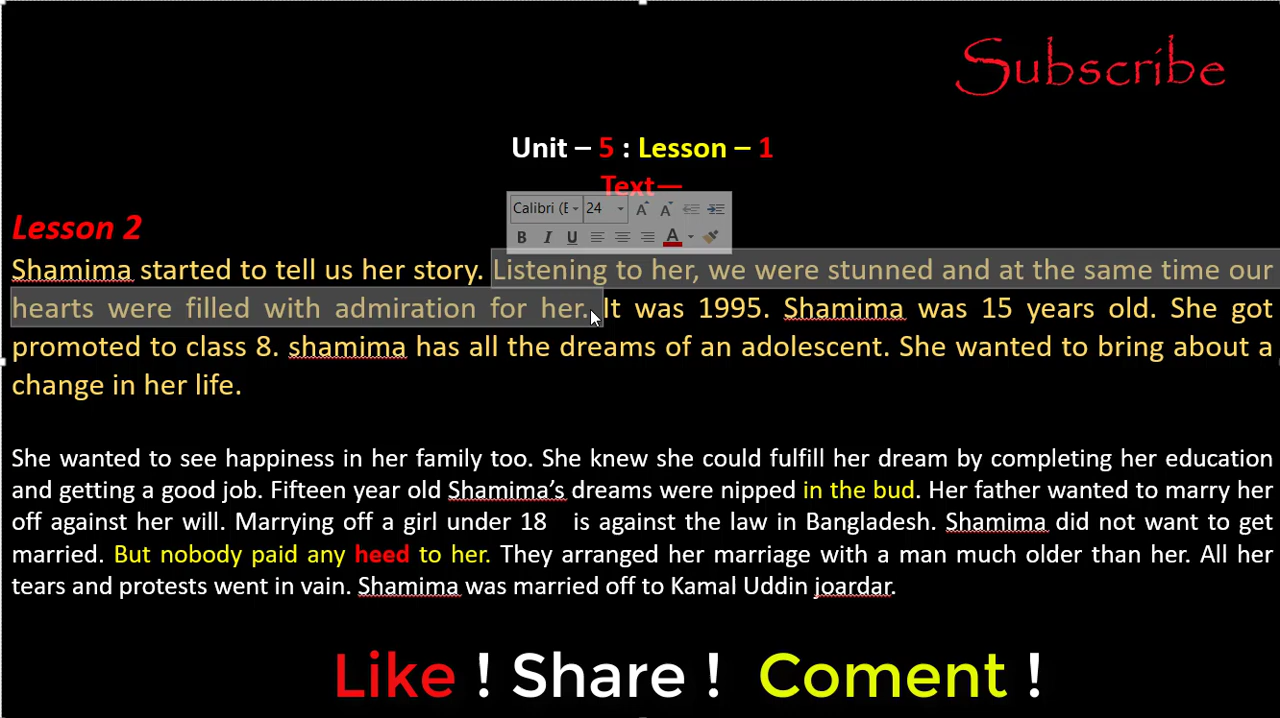 Subscribe
Unit – 5 : Lesson – 1
Text—
Calibri (E 24
Lesson 2
Shamima started to tell us her story. Listening to her, we were stunned and at the same time our
hearts were filled with admiration for her. It was 1995. Shamima was 15 years old. She got
promoted to class 8. shamima has all the dreams of an adolescent. She wanted to bring about a
change in her life.
She wanted to see happiness in her family too. She knew she could fulfill her dream by completing her education
and getting a good job. Fifteen year old Shamima’s dreams were nipped in the bud. Her father wanted to marry her
off against her will. Marrying off a girl under 18 is against the law in Bangladesh. Shamima did not want to get
married. But nobody paid any heed to her. They arranged her marriage with a man much older than her. All her
tears and protests went in vain. Shamima was married off to Kamal Uddin joardar.
Like ! Share ! Coment !